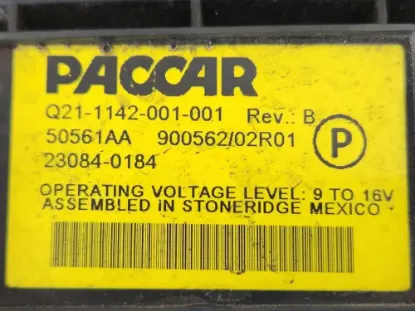 PACCAR
Q21-1142-001-001 Rev.: B
50561AA 900562/02R01
P
23084-0184
OPERATING VOLTAGE LEVEL: 9 TO 16V
ASSEMBLED iN STONERIDGE MEXICO